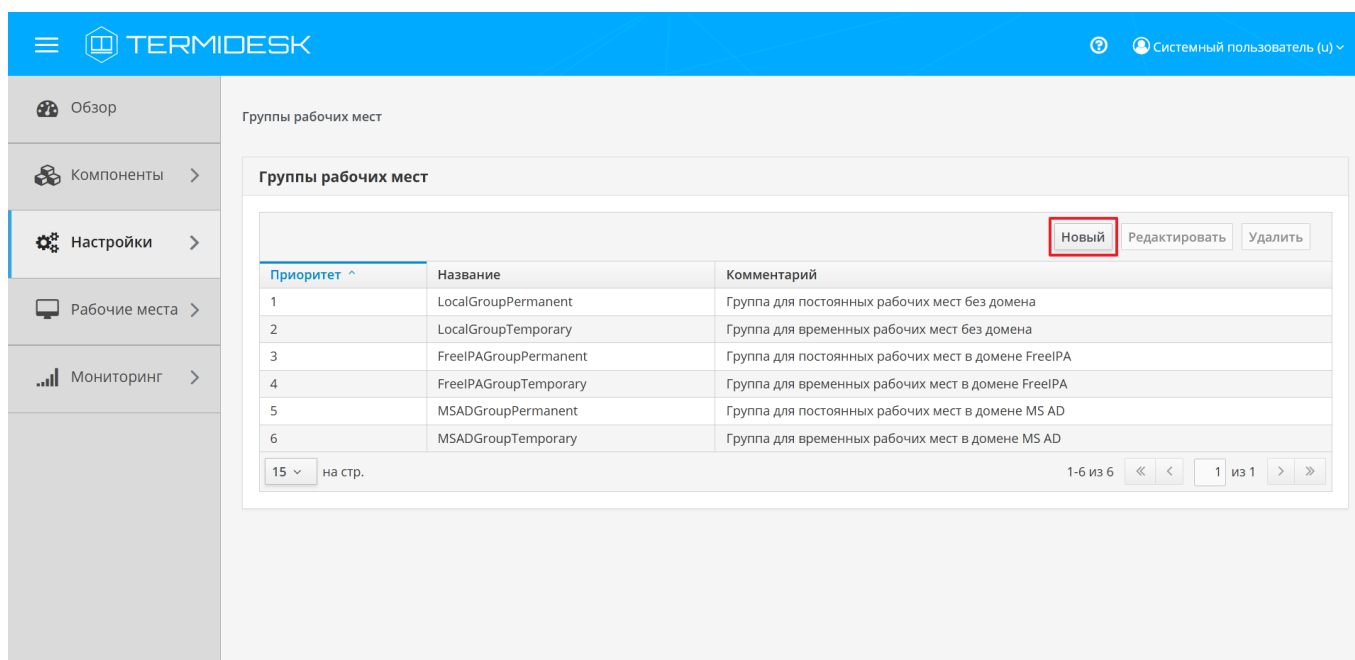 TERMIDESK
Системный пользователь (u)
Обзор
Компоненты
Настройки
Рабочие места
Мониторинг
Группы рабочих мест
Группы рабочих мест
Новый Редактировать Удалить
Приоритет Название Комментарий
1 LocalGroupPermanent Группа для постоянных рабочих мест без домена
2 LocalGroupTemporary Группа для временных рабочих мест без домена
3 FreeIPAGroupPermanent Группа для постоянных рабочих мест в домене FreeIPA
4 FreeIPAGroupTemporary Группа для временных рабочих мест в домене FreeIPA
5 MSADGroupPermanent Группа для постоянных рабочих мест в домене MS AD
6 MSADGroupTemporary Группа для временных рабочих мест в домене MS AD
15 на стр. 1-6 из 6 1 из 1